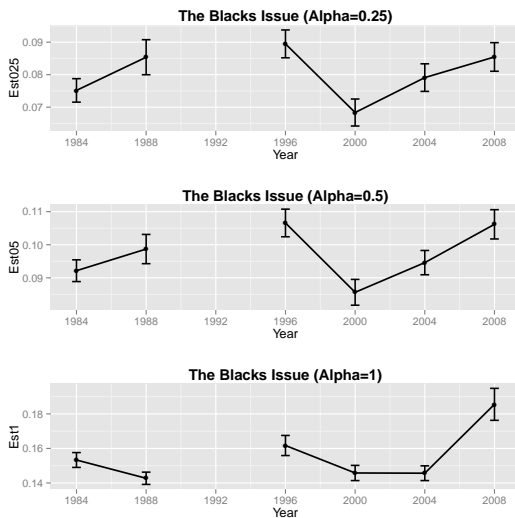 The Blacks Issue (Alpha=0.25)
Est025
0.09
0.08
0.07
1984 1988 1992 1996 2000 2004 2008
Year
The Blacks Issue (Alpha=0.5)
Est05
0.11
0.10
0.09
1984 1988 1992 1996 2000 2004 2008
Year
The Blacks Issue (Alpha=1)
Est1
0.18
0.16
0.14
1984 1988 1992 1996 2000 2004 2008
Year